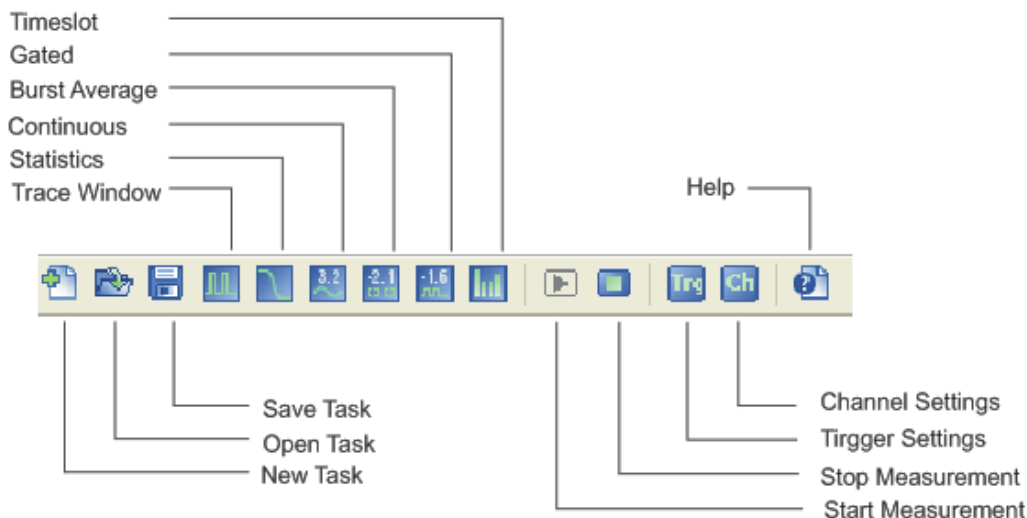 Timeslot
Gated
Burst Average
Continuous
Statistics
Trace Window
Help
3.2
-2.1
-1.6
Trg
Ch
?
Save Task
Open Task
New Task
Channel Settings
Tirgger Settings
Stop Measurement
Start Measurement